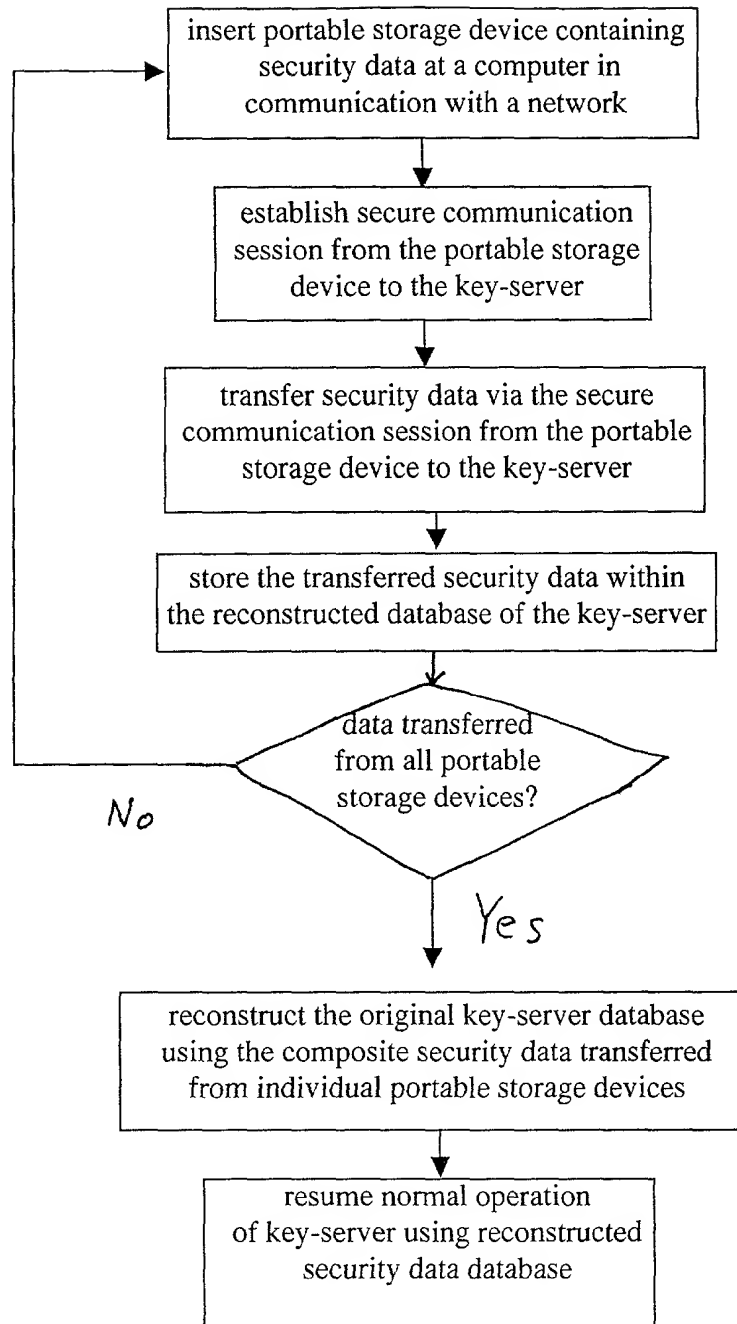 insert portable storage device containing
security data at a computer in
communication with a network
establish secure communication
session from the portable storage
device to the key-server
transfer security data via the secure
communication session from the portable
storage device to the key-server
store the transferred security data within
the reconstructed database of the key-server
data transferred
from all portable
storage devices?
No
Yes
reconstruct the original key-server database
using the composite security data transferred
from individual portable storage devices
resume normal operation
of key-server using reconstructed
security data database